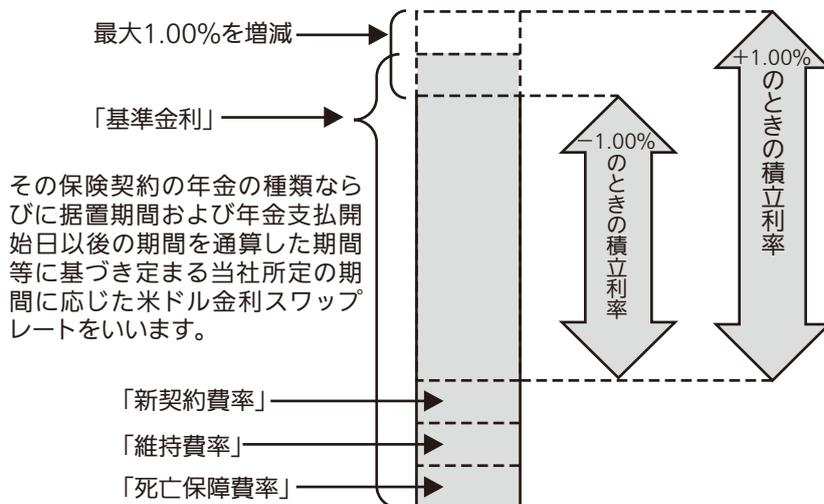 最大1.00%を増減
「基準金利」
その保険契約の年金の種類なら
びに据置期間および年金支払開
始日以後の期間を通算した期間
等に基づき定まる当社所定の期
間に応じた米ドル金利スワップ
レートをいいます。
「新契約費率」
「維持費率」
「死亡保障費率」
−1.00%
のときの積立利率
+1.00%
のときの積立利率